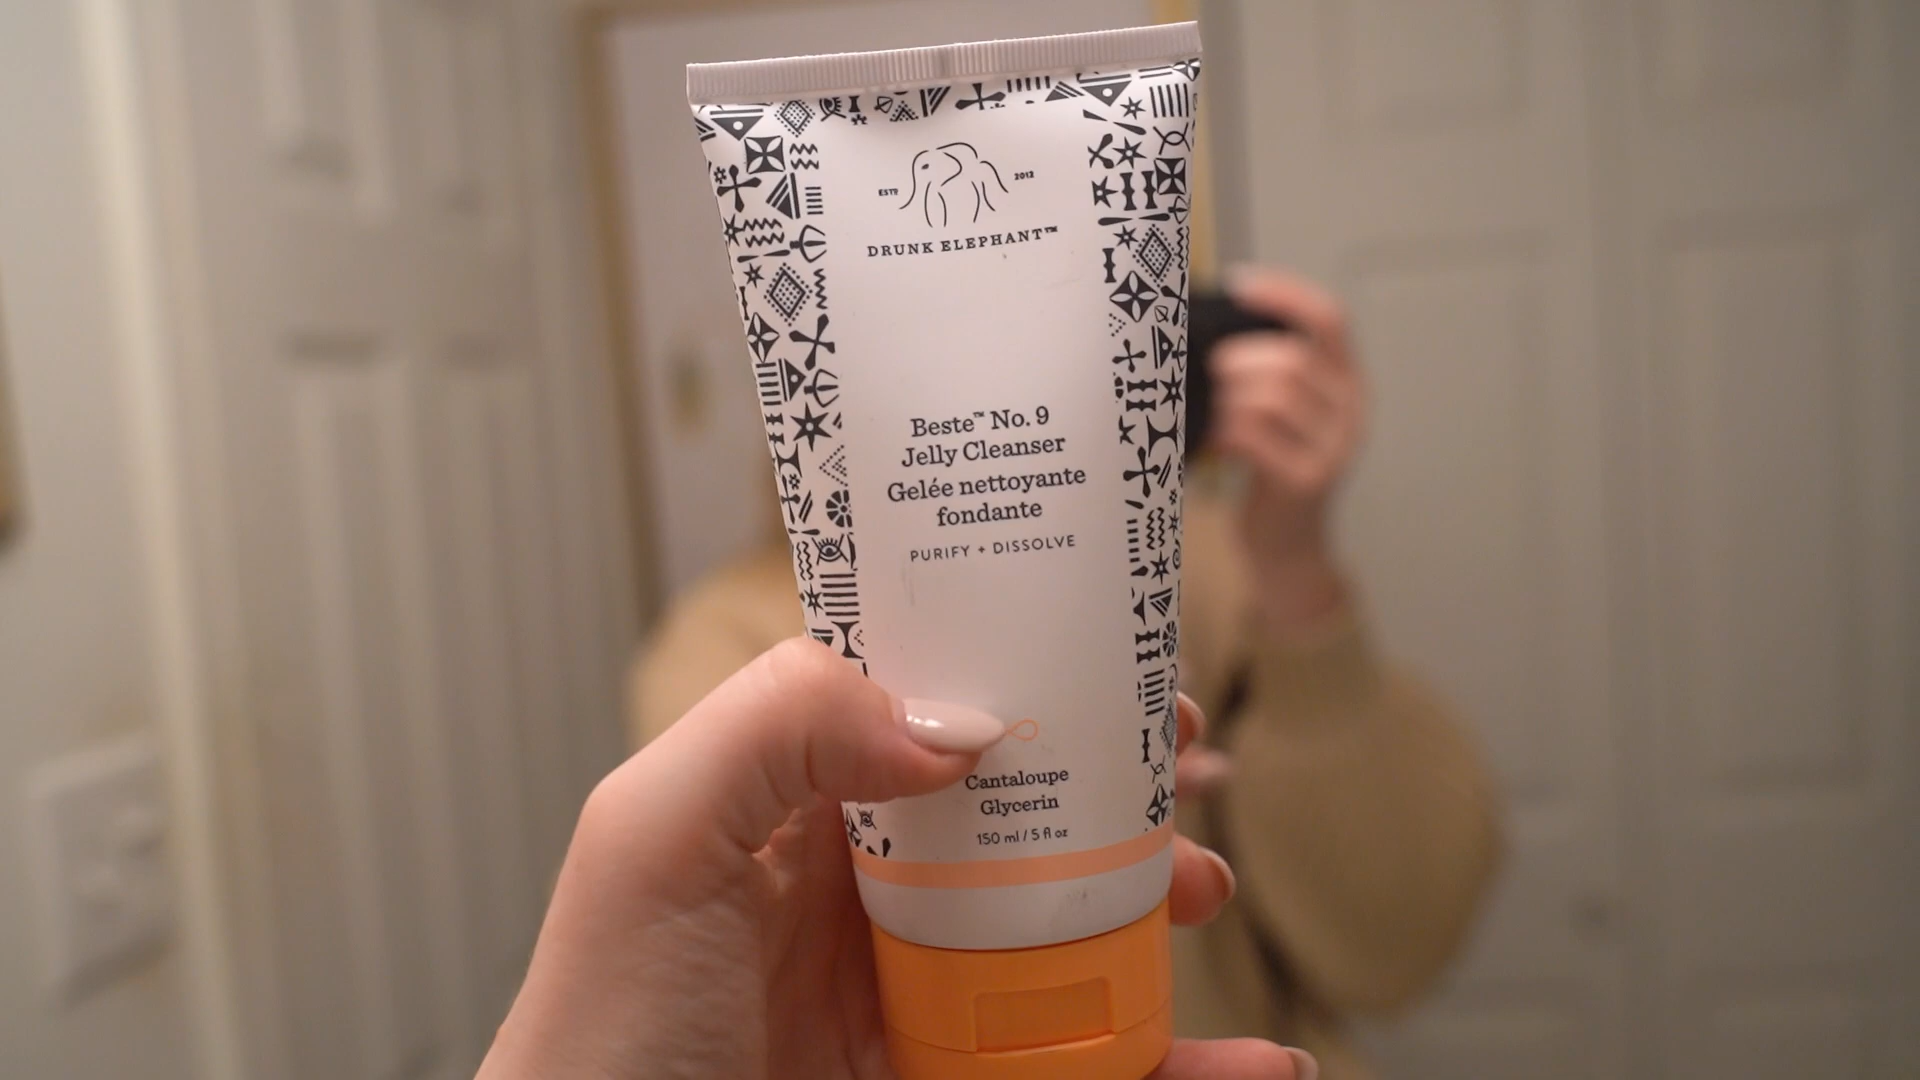 ESTD 2012
DRUNK ELEPHANT™
Beste™ No. 9
Jelly Cleanser
Gelée nettoyante
fondante
PURIFY + DISSOLVE
Cantaloupe
Glycerin
150 ml / 5 fl oz